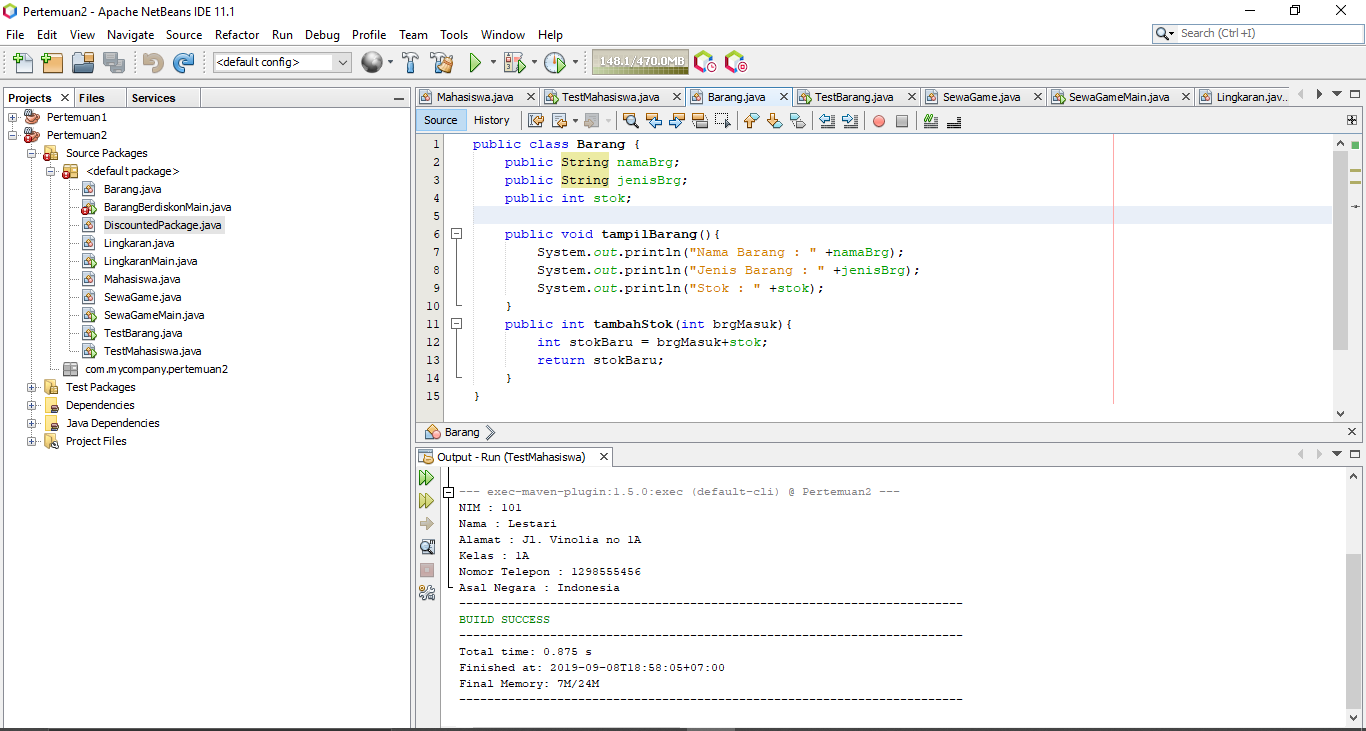 Pertemuan2 - Apache NetBeans IDE 11.1
File Edit View Navigate Source Refactor Run Debug Profile Team Tools Window Help
Search (Ctrl+I)
<default config>
148.1/470.0MB
Projects Files Services
Pertemuan1
Pertemuan2
Source Packages
<default package>
Barang.java
BarangBerdiskonMain.java
DiscountedPackage.java
Lingkaran.java
LingkaranMain.java
Mahasiswa.java
SewaGame.java
SewaGameMain.java
TestBarang.java
TestMahasiswa.java
com.mycompany.pertemuan2
Test Packages
Dependencies
Java Dependencies
Project Files
Mahasiswa.java TestMahasiswa.java Barang.java TestBarang.java SewaGame.java SewaGameMain.java Lingkaran.jav..
Source History
1 public class Barang {
2 public String namaBrg;
3 public String jenisBrg;
4 public int stok;
5
6 public void tampilBarang(){
7 System.out.println("Nama Barang : " +namaBrg);
8 System.out.println("Jenis Barang : " +jenisBrg);
9 System.out.println("Stok : " +stok);
10 }
11 public int tambahStok(int brgMasuk){
12 int stokBaru = brgMasuk+stok;
13 return stokBaru;
14 }
15 }
Barang
Output - Run (TestMahasiswa)
--- exec-maven-plugin:1.5.0:exec (default-cli) @ Pertemuan2 ---
NIM : 101
Nama : Lestari
Alamat : Jl. Vinolia no 1A
Kelas : 1A
Nomor Telepon : 1298555456
Asal Negara : Indonesia
------------------------------------------------------------------------
BUILD SUCCESS
------------------------------------------------------------------------
Total time: 0.875 s
Finished at: 2019-09-08T18:58:05+07:00
Final Memory: 7M/24M
------------------------------------------------------------------------